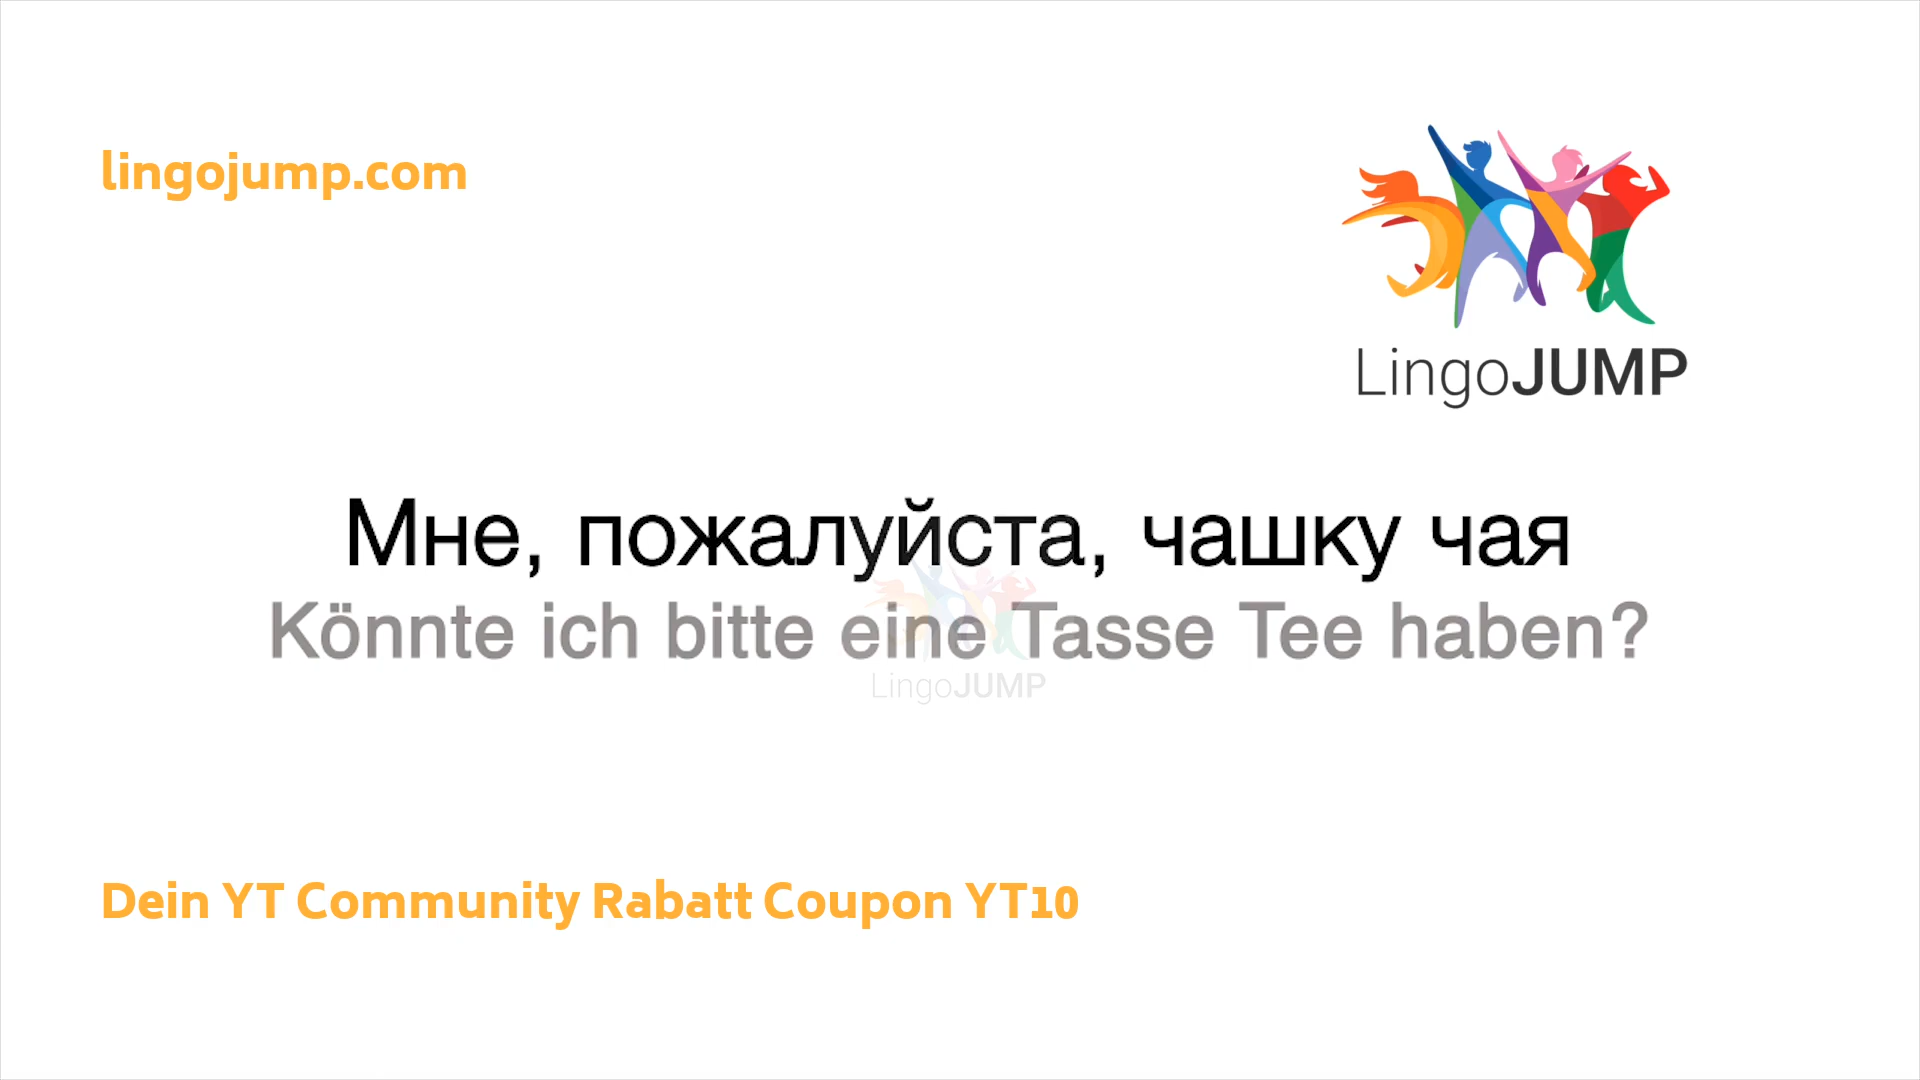 lingojump.com
LingoJUMP
Мне, пожалуйста, чашку чая
Könnte ich bitte eine Tasse Tee haben?
LingoJUMP
Dein YT Community Rabatt Coupon YT10